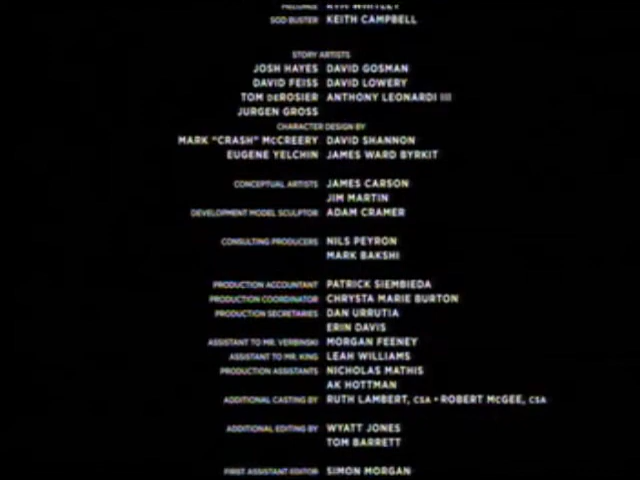 SOD BUSTER KEITH CAMPBELL
STORY ARTISTS
JOSH HAYES DAVID GOSMAN
DAVID FEISS DAVID LOWERY
TOM DEROSIER ANTHONY LEONARDI III
JURGEN GROSS
CHARACTER DESIGN BY
MARK "CRASH" McCREERY DAVID SHANNON
EUGENE YELCHIN JAMES WARD BYRKIT
CONCEPTUAL ARTISTS JAMES CARSON
JIM MARTIN
DEVELOPMENT MODEL SCULPTOR ADAM CRAMER
CONSULTING PRODUCERS NILS PEYRON
MARK BAKSHI
PRODUCTION ACCOUNTANT PATRICK SIEMBIEDA
PRODUCTION COORDINATOR CHRYSTA MARIE BURTON
PRODUCTION SECRETARIES DAN URRUTIA
ERIN DAVIS
ASSISTANT TO MR. VERBINSKI MORGAN FEENEY
ASSISTANT TO MR. KING LEAH WILLIAMS
PRODUCTION ASSISTANTS NICHOLAS MATHIS
AK HOTTMAN
ADDITIONAL CASTING BY RUTH LAMBERT, CSA • ROBERT McGEE, CSA
ADDITIONAL EDITING BY WYATT JONES
TOM BARRETT
FIRST ASSISTANT EDITOR SIMON MORGAN